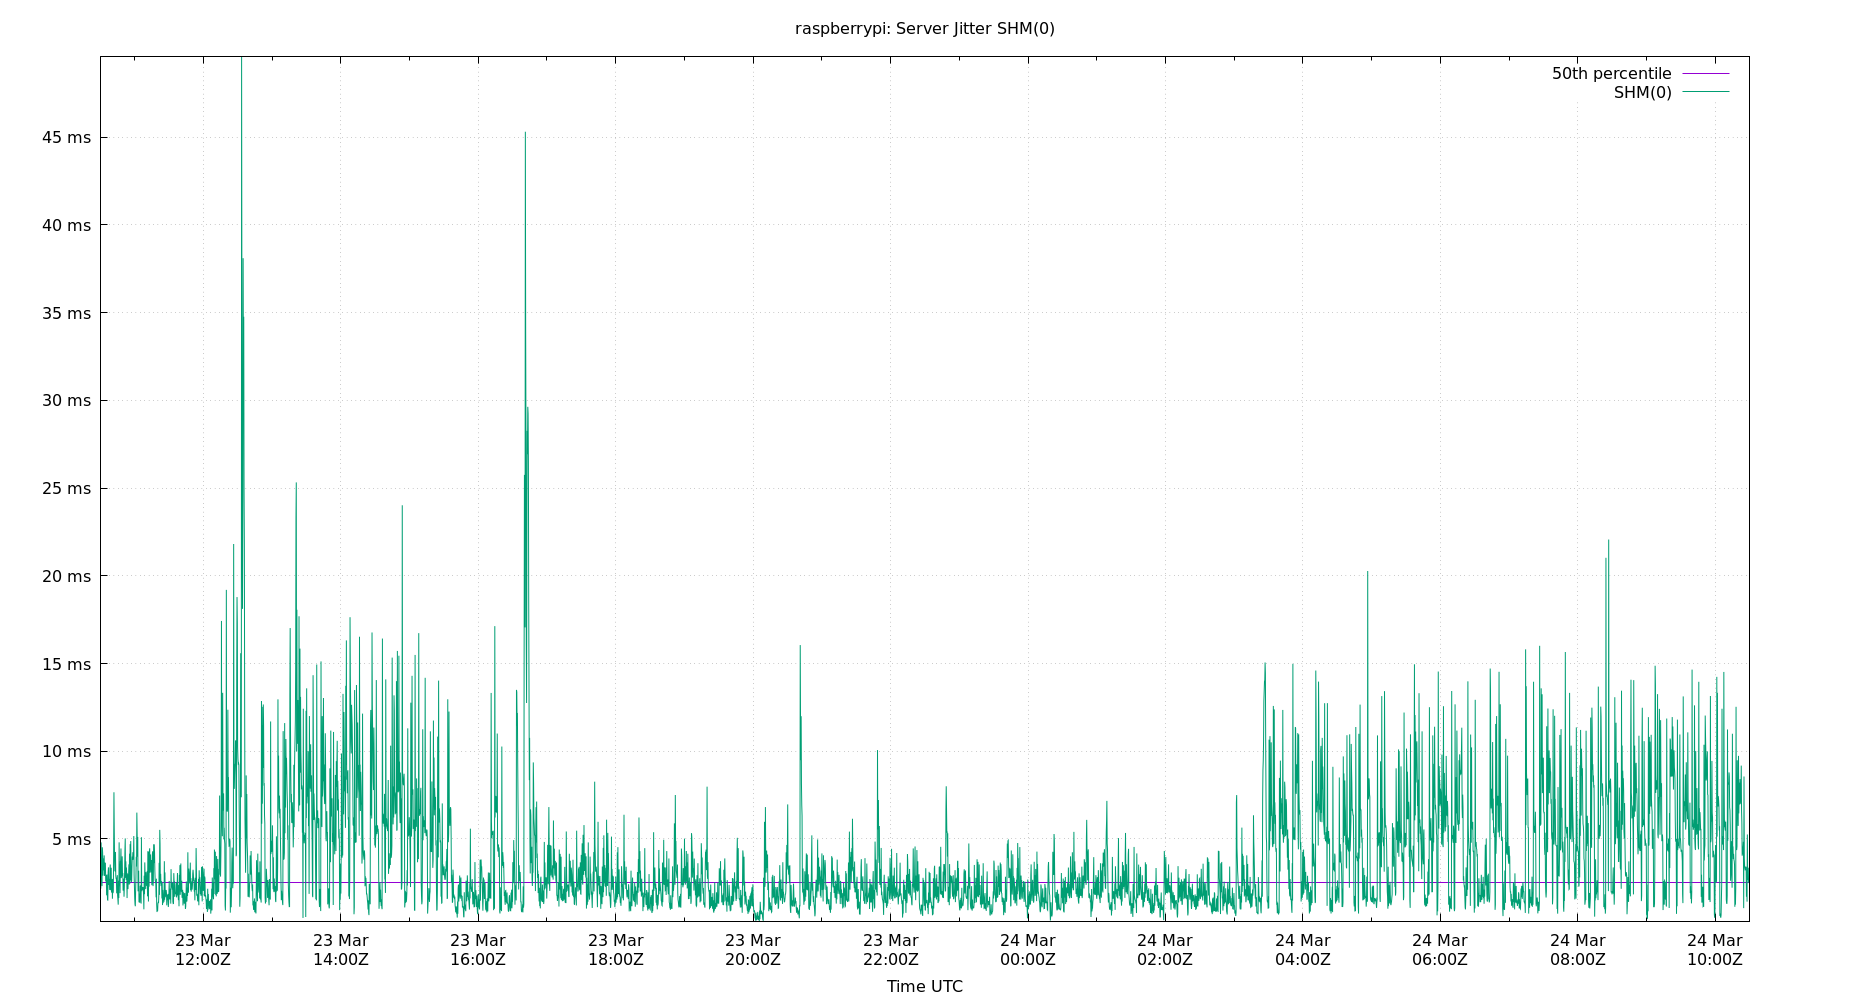 raspberrypi: Server Jitter SHM(0)
50th percentile
SHM(0)
45 ms
40 ms
35 ms
30 ms
25 ms
20 ms
15 ms
10 ms
5 ms
23 Mar 23 Mar 23 Mar 23 Mar 23 Mar 23 Mar 24 Mar 24 Mar 24 Mar 24 Mar 24 Mar 24 Mar
12:00Z 14:00Z 16:00Z 18:00Z 20:00Z 22:00Z 00:00Z 02:00Z 04:00Z 06:00Z 08:00Z 10:00Z
Time UTC